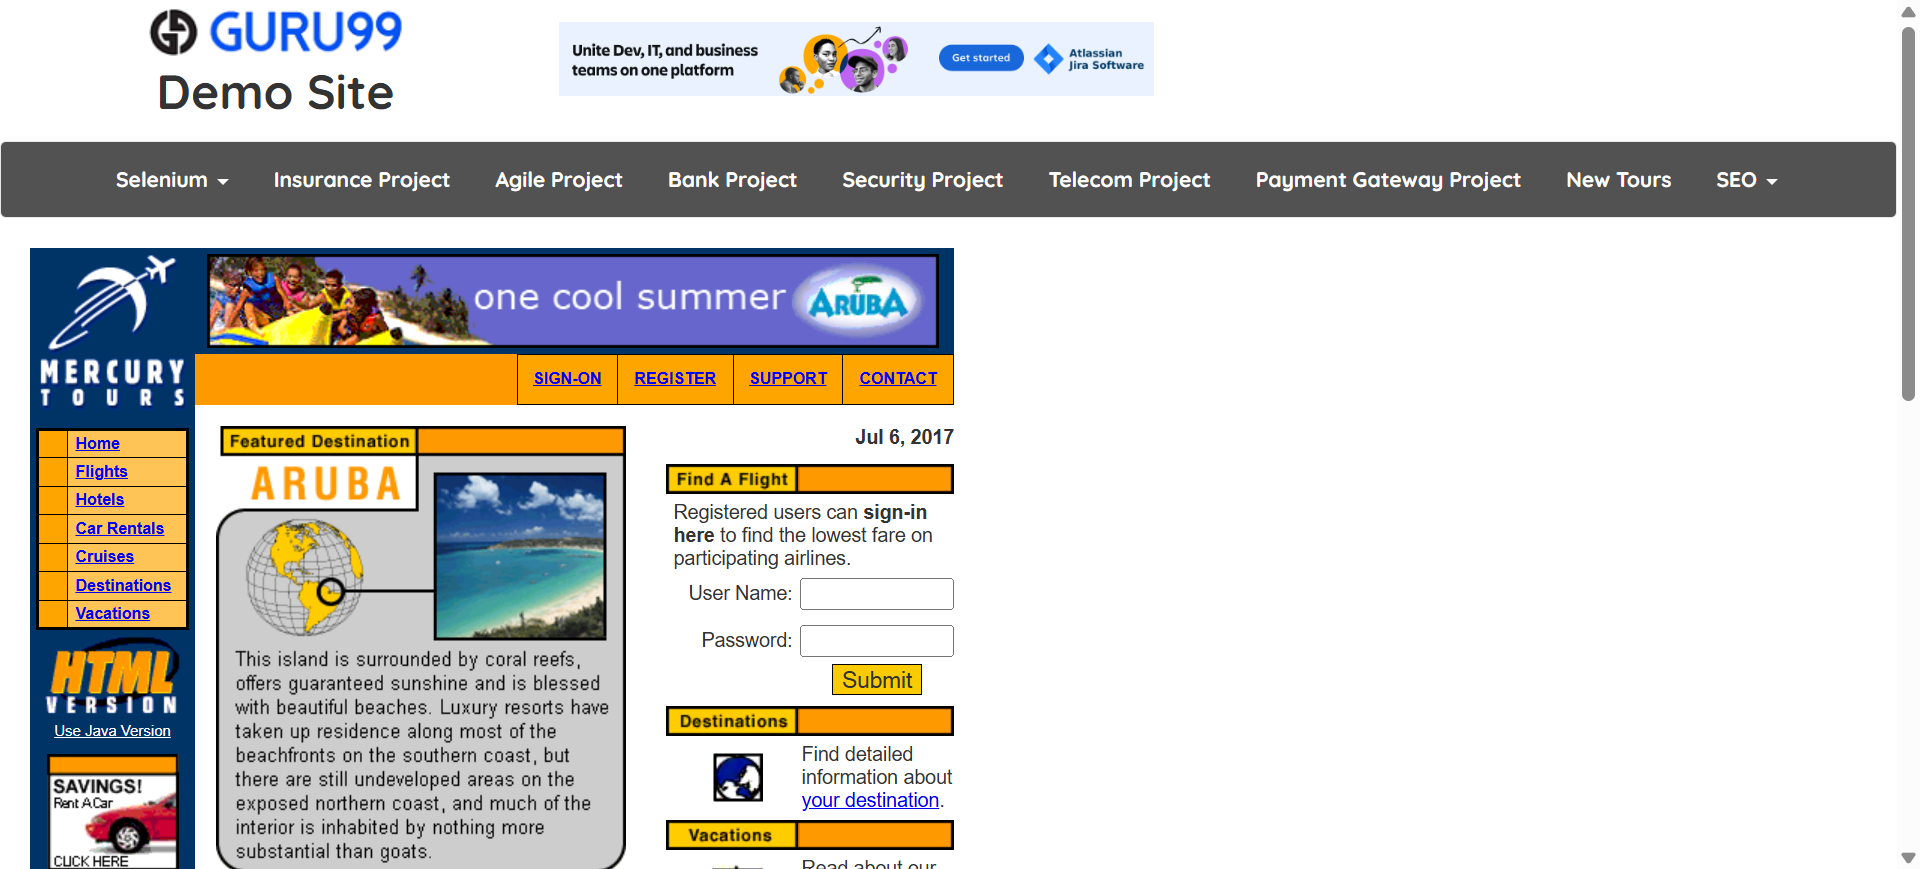 GURU99
Demo Site
Unite Dev, IT, and business
teams on one platform
Get started
Atlassian
Jira Software
Selenium
Insurance Project
Agile Project
Bank Project
Security Project
Telecom Project
Payment Gateway Project
New Tours
SEO
MERCURY
TOURS
one cool summer
ARUBA
SIGN-ON
REGISTER
SUPPORT
CONTACT
Home
Flights
Hotels
Car Rentals
Cruises
Destinations
Vacations
HTML
VERSION
Use Java Version
SAVINGS!
Rent A Car
CLICK HERE
Featured Destination
ARUBA
This island is surrounded by coral reefs,
offers guaranteed sunshine and is blessed
with beautiful beaches. Luxury resorts have
taken up residence along most of the
beachfronts on the southern coast, but
there are still undeveloped areas on the
exposed northern coast, and much of the
interior is inhabited by nothing more
substantial than goats.
Jul 6, 2017
Find A Flight
Registered users can sign-in
here to find the lowest fare on
participating airlines.
User Name:
Password:
Submit
Destinations
Find detailed
information about
your destination.
Vacations
Read about our